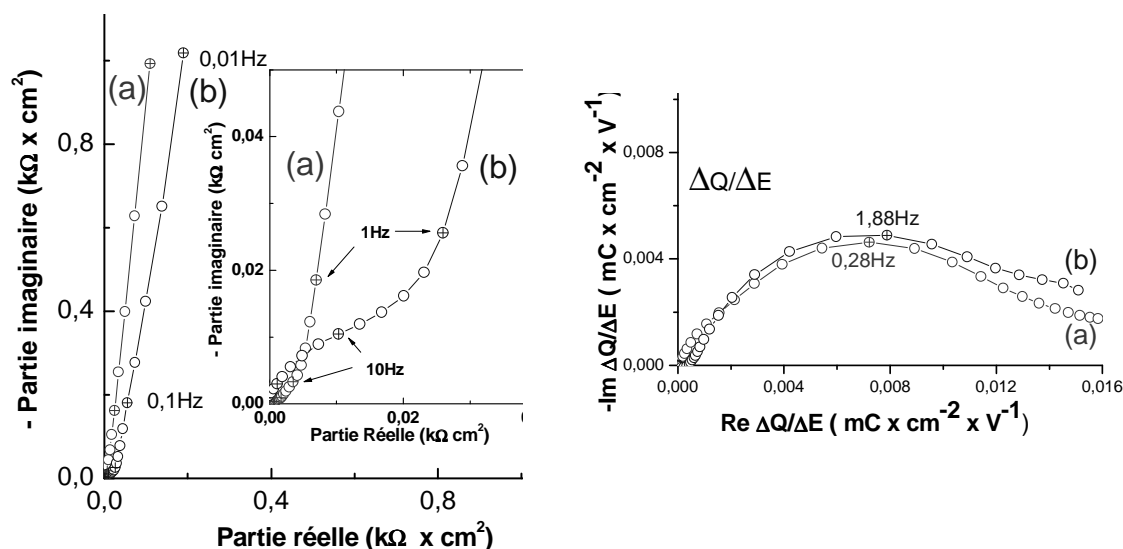 - Partie imaginaire (kΩ x cm²)
0,8
0,4
0,0
(a)
(b)
0,01Hz
0,1Hz
0,0
0,4
0,8
Partie réelle (kΩ x cm²)
- Partie imaginaire (kΩ cm²)
0,04
0,02
0,00
(a)
(b)
1Hz
10Hz
0,00
0,02
0
Partie Réelle (kΩ cm²)
-Im ΔQ/ΔE ( mC x cm⁻² x V⁻¹)
0,008
0,004
0,000
ΔQ/ΔE
1,88Hz
0,28Hz
(b)
(a)
0,000
0,004
0,008
0,012
0,016
Re ΔQ/ΔE ( mC x cm⁻² x V⁻¹)